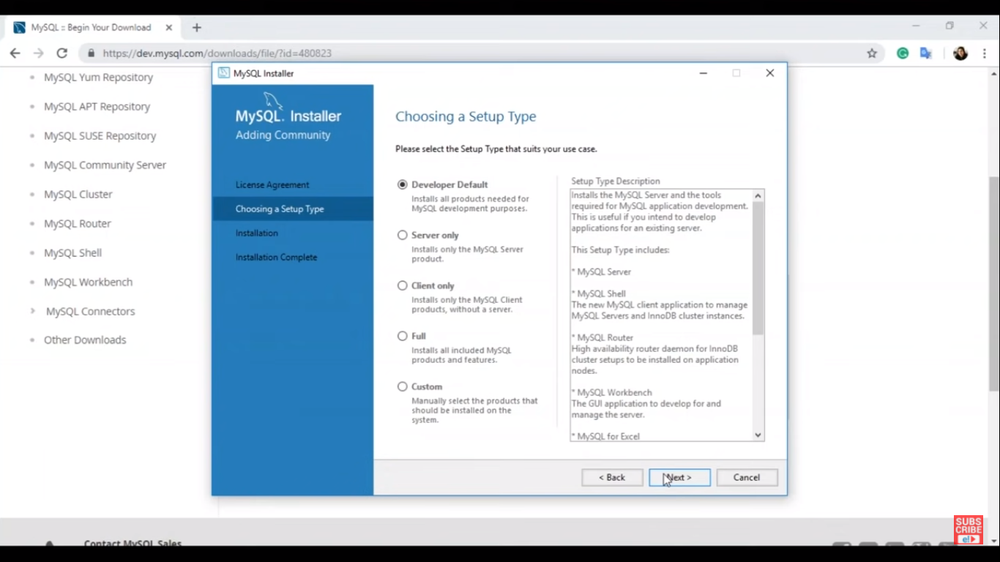 MySQL :: Begin Your Download
https://dev.mysql.com/downloads/file/?id=480823
MySQL Yum Repository
MySQL APT Repository
MySQL SUSE Repository
MySQL Community Server
MySQL Cluster
MySQL Router
MySQL Shell
MySQL Workbench
MySQL Connectors
Other Downloads
Contact MySQL Sales
MySQL Installer
MySQL. Installer
Adding Community
License Agreement
Choosing a Setup Type
Installation
Installation Complete
Choosing a Setup Type
Please select the Setup Type that suits your use case.
Developer Default
Installs all products needed for
MySQL development purposes.
Server only
Installs only the MySQL Server
product.
Client only
Installs only the MySQL Client
products, without a server.
Full
Installs all included MySQL
products and features.
Custom
Manually select the products that
should be installed on the
system.
Setup Type Description
Installs the MySQL Server and the tools
required for MySQL application development.
This is useful if you intend to develop
applications for an existing server.
This Setup Type includes:
* MySQL Server
* MySQL Shell
The new MySQL client application to manage
MySQL Servers and InnoDB cluster instances.
* MySQL Router
High availability router daemon for InnoDB
cluster setups to be installed on application
nodes.
* MySQL Workbench
The GUI application to develop for and
manage the server.
* MySQL for Excel
< Back
Next >
Cancel
SUBS
CRIBE
e!